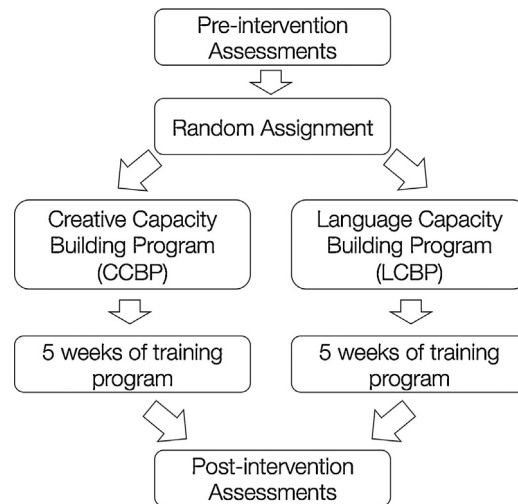 Pre-intervention
Assessments
Random Assignment
Creative Capacity
Building Program
(CCBP)
Language Capacity
Building Program
(LCBP)
5 weeks of training
program
5 weeks of training
program
Post-intervention
Assessments